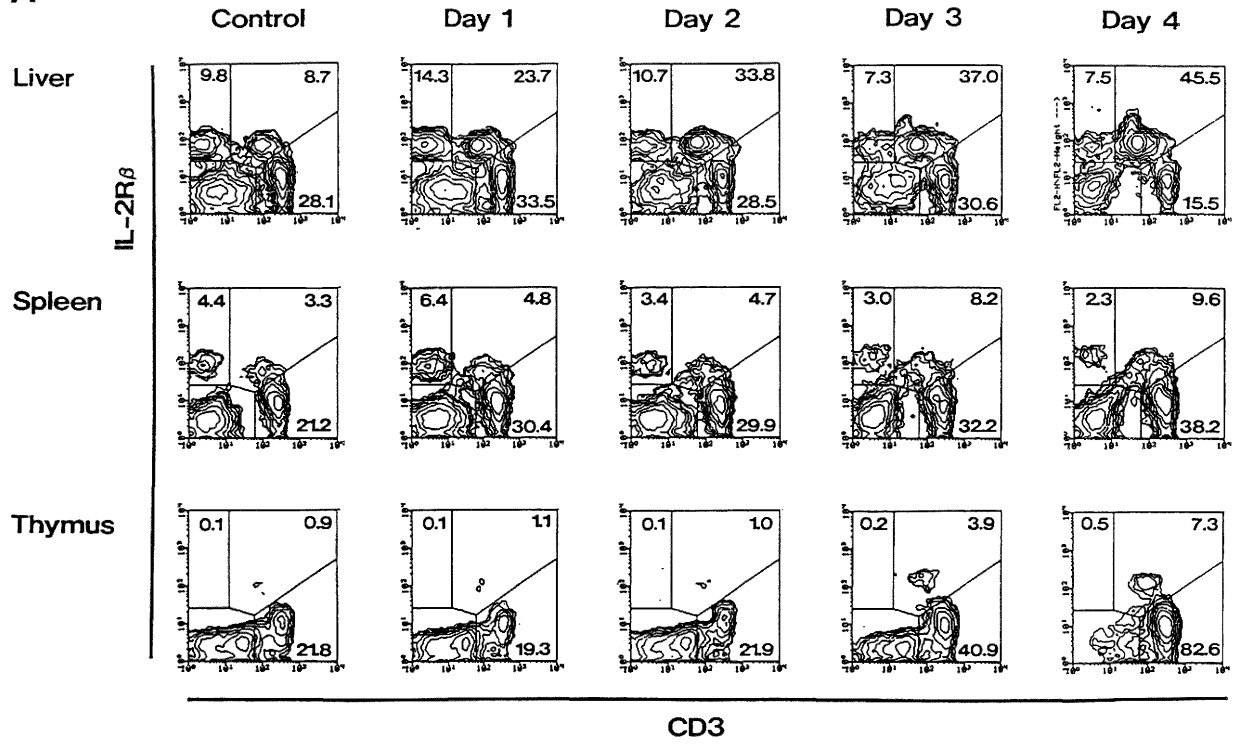 Control Day 1 Day 2 Day 3 Day 4
Liver
9.8 8.7 14.3 23.7 10.7 33.8 7.3 37.0 7.5 45.5
28.1 33.5 28.5 30.6 15.5
IL-2Rβ
Spleen
4.4 3.3 6.4 4.8 3.4 4.7 3.0 8.2 2.3 9.6
21.2 30.4 29.9 32.2 38.2
Thymus
0.1 0.9 0.1 1.1 0.1 1.0 0.2 3.9 0.5 7.3
21.8 19.3 21.9 40.9 82.6
CD3